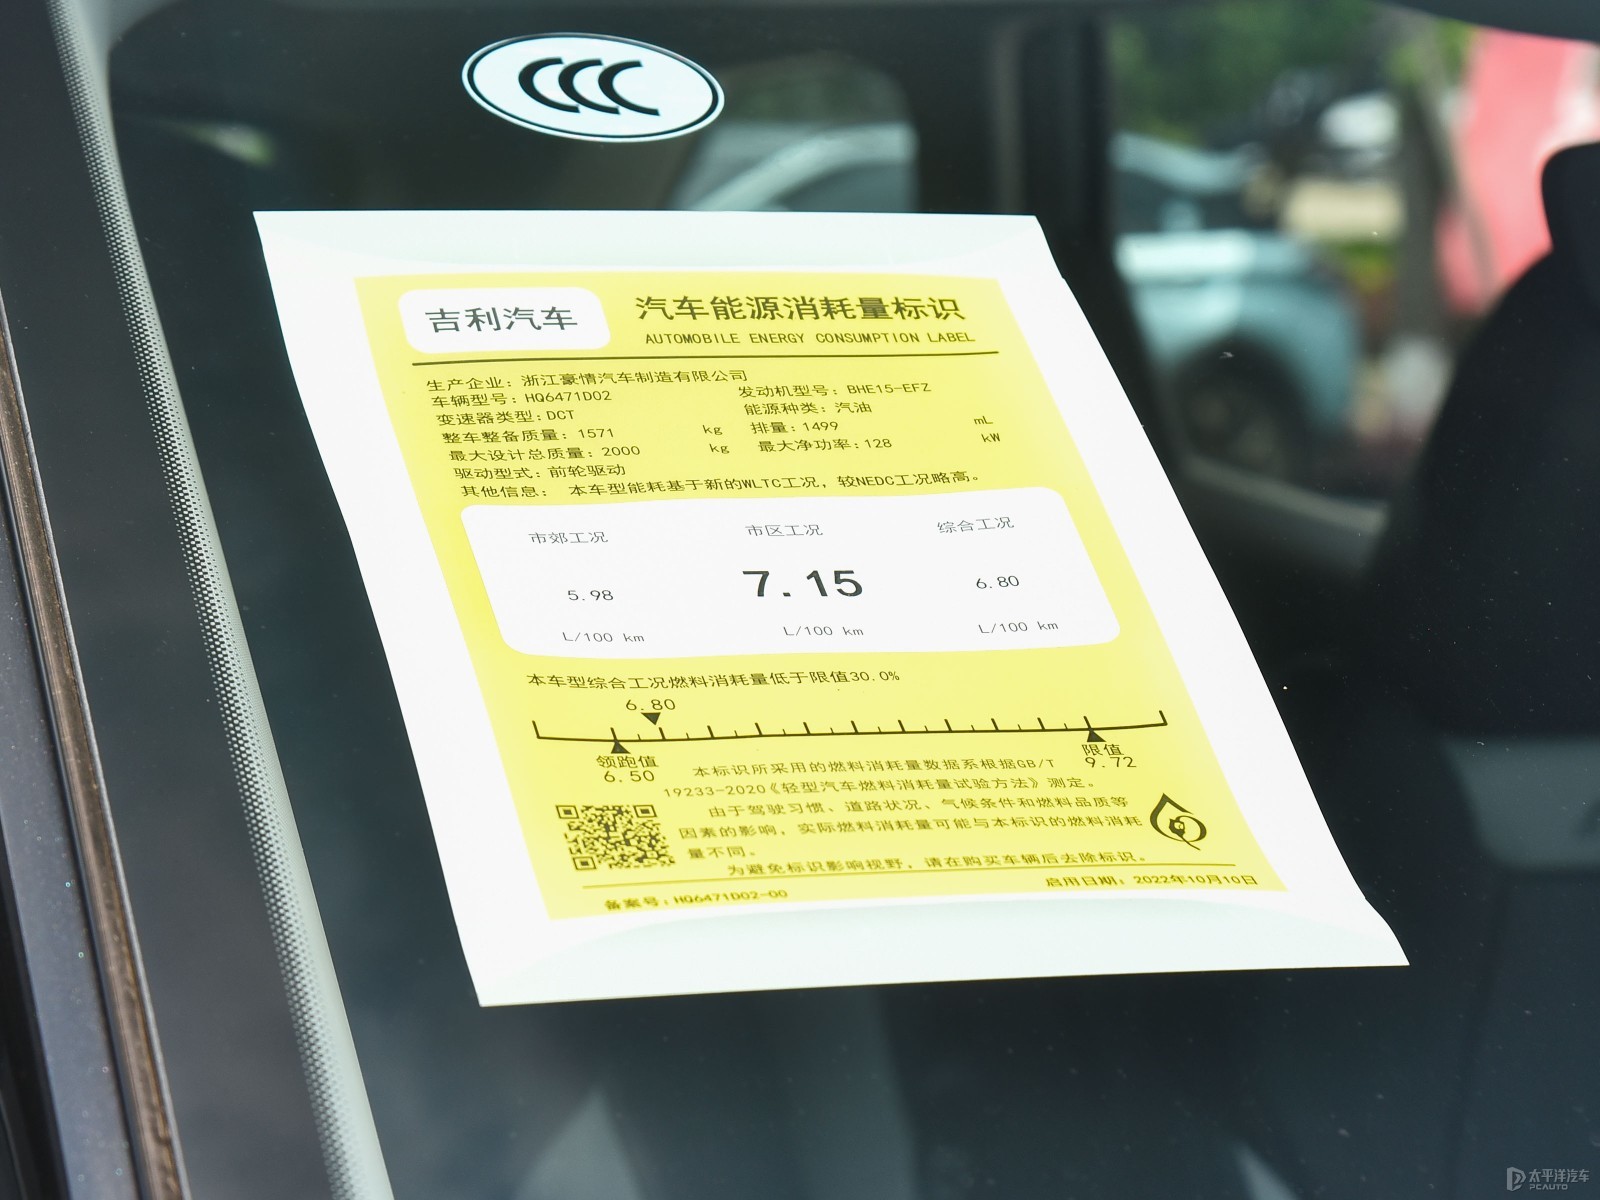 CCC
吉利汽车
汽车能源消耗量标识
AUTOMOBILE ENERGY CONSUMPTION LABEL
生产企业：浙江豪情汽车制造有限公司
车辆型号：HQ6471D02
发动机型号：BHE15-EFZ
变速器类型：DCT
能源种类：汽油
整车整备质量：1571 kg
排量：1499 mL
最大设计总质量：2000 kg
最大净功率：128 kW
驱动型式：前轮驱动
其他信息： 本车型能耗基于新的WLTC工况，较NEDC工况略高。
市郊工况 市区工况 综合工况
5.98 7.15 6.80
L/100 km L/100 km L/100 km
本车型综合工况燃料消耗量低于限值30.0%
6.80
领跑值 限值
6.50 9.72
本标识所采用的燃料消耗量数据系根据GB/T
19233-2020《轻型汽车燃料消耗量试验方法》测定。
由于驾驶习惯、道路状况、气候条件和燃料品质等
因素的影响，实际燃料消耗量可能与本标识的燃料消耗
量不同。
为避免标识影响视野，请在购买车辆后去除标识。
备案号：HQ6471D02-00
启用日期：2022年10月10日
太平洋汽车
PCAUTO